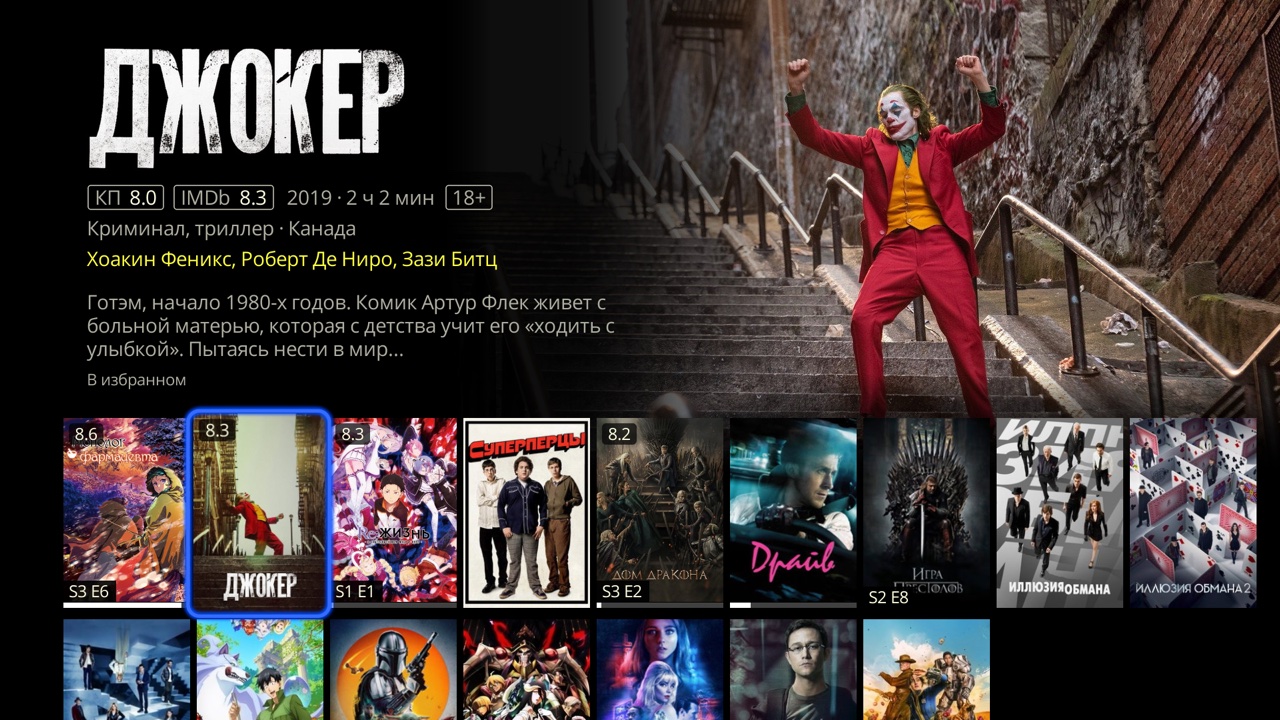 ДЖОКЕР
КП 8.0 IMDb 8.3 2019 · 2 ч 2 мин 18+
Криминал, триллер · Канада
Хоакин Феникс, Роберт Де Ниро, Зази Битц
Готэм, начало 1980-х годов. Комик Артур Флек живет с
больной матерью, которая с детства учит его «ходить с
улыбкой». Пытаясь нести в мир...
В избранном
8.6
фармацевта
S3 E6
8.3
ДЖОКЕР
8.3
ЖИЗНЬ
S1 E1
СУПЕРПЕРЦЫ
8.2
ДОМ ДРАКОНА
S3 E2
Драйв
ИГРА
ПРЕСТОЛОВ
S2 E8
ИЛЛЮЗИЯ ОБМАНА
ИЛЛЮЗИЯ ОБМАНА 2